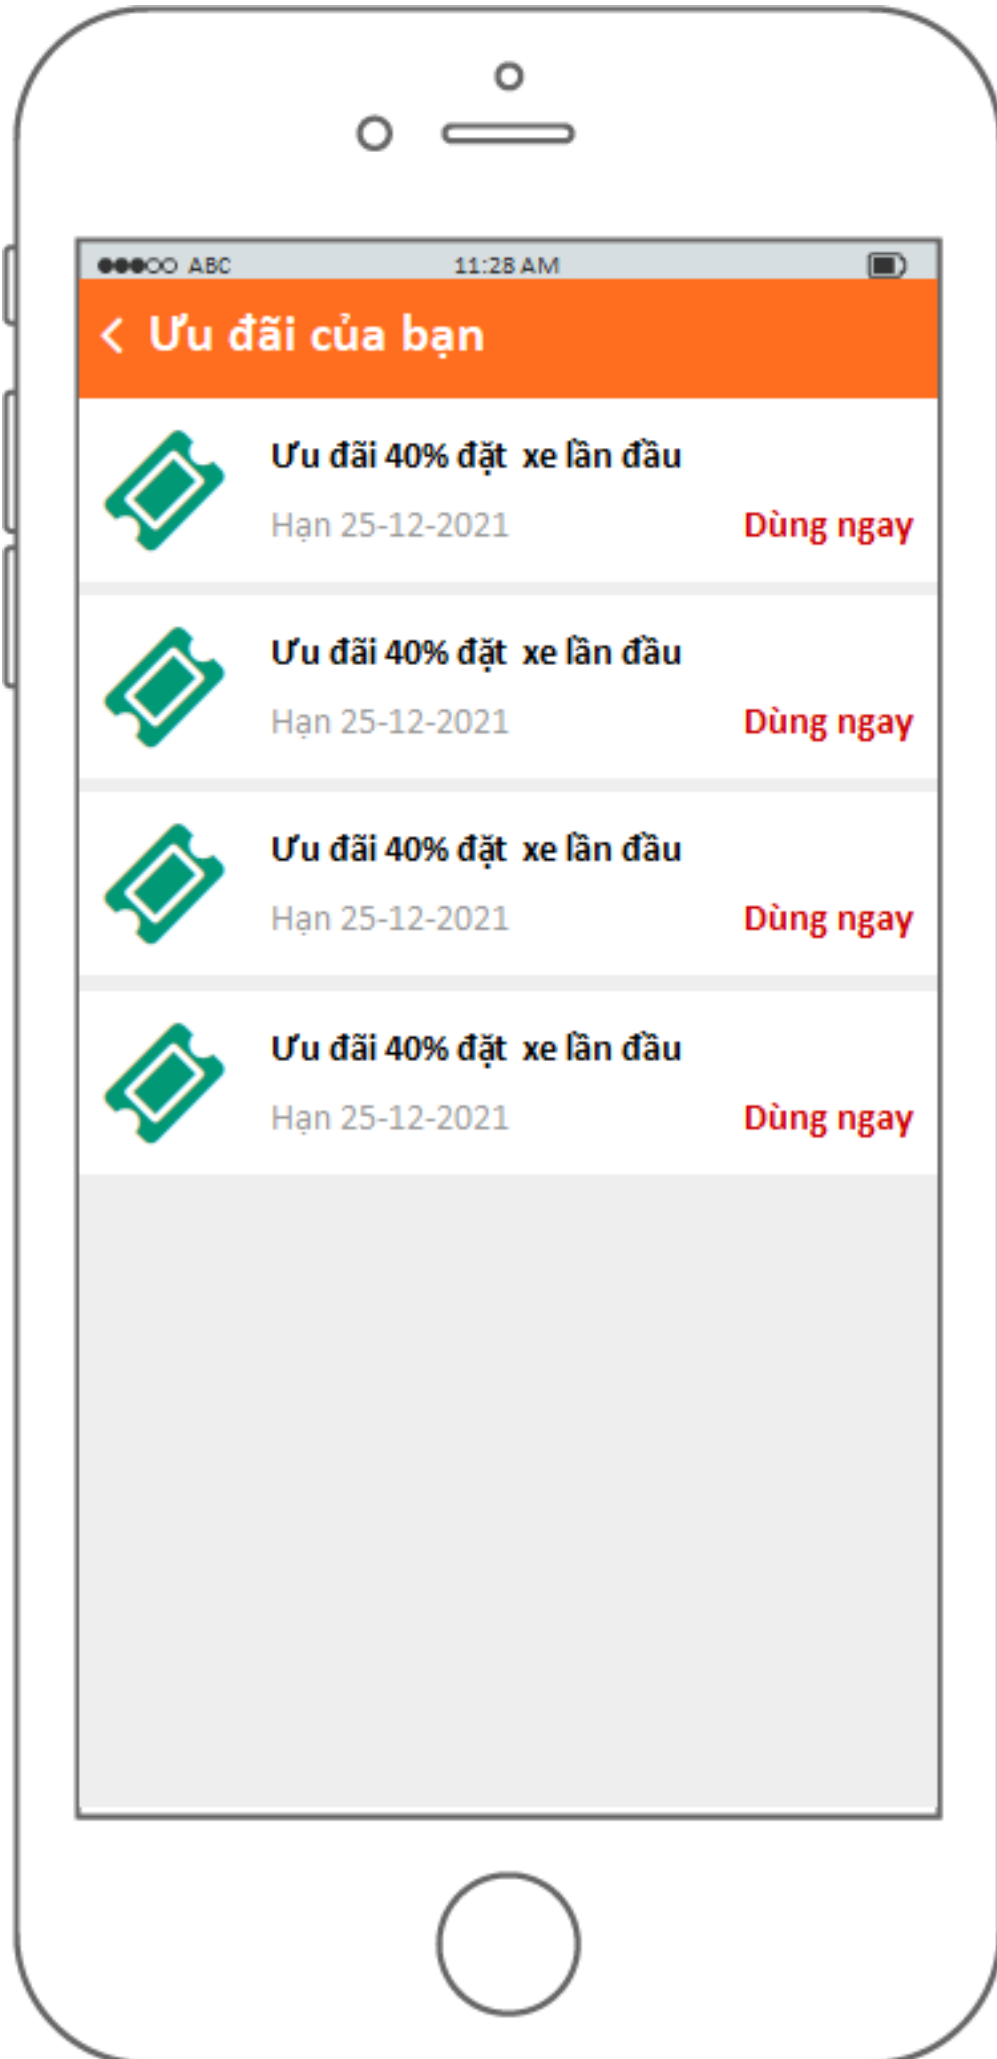 ABC 11:28 AM
Ưu đãi của bạn
Ưu đãi 40% đặt xe lần đầu
Hạn 25-12-2021 Dùng ngay
Ưu đãi 40% đặt xe lần đầu
Hạn 25-12-2021 Dùng ngay
Ưu đãi 40% đặt xe lần đầu
Hạn 25-12-2021 Dùng ngay
Ưu đãi 40% đặt xe lần đầu
Hạn 25-12-2021 Dùng ngay